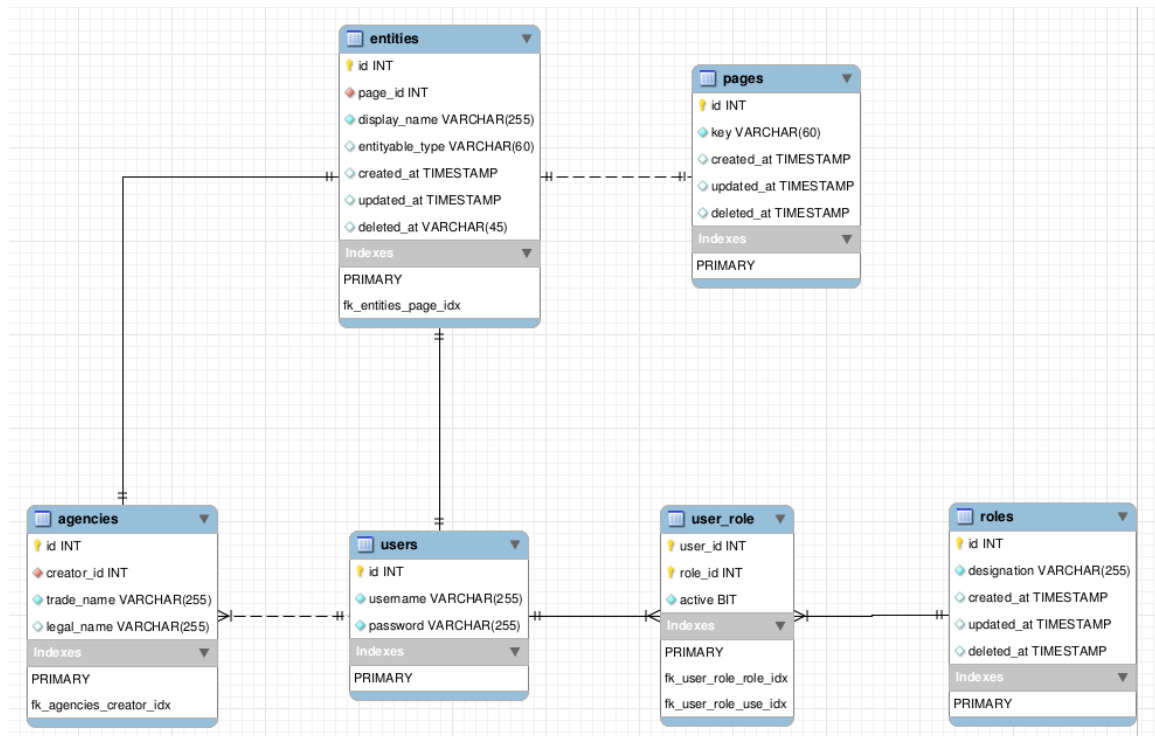 entities
id INT
page_id INT
display_name VARCHAR(255)
entityable_type VARCHAR(60)
created_at TIMESTAMP
updated_at TIMESTAMP
deleted_at VARCHAR(45)
Indexes
PRIMARY
fk_entities_page_idx
pages
id INT
key VARCHAR(60)
created_at TIMESTAMP
updated_at TIMESTAMP
deleted_at TIMESTAMP
Indexes
PRIMARY
agencies
id INT
creator_id INT
trade_name VARCHAR(255)
legal_name VARCHAR(255)
Indexes
PRIMARY
fk_agencies_creator_idx
users
id INT
username VARCHAR(255)
password VARCHAR(255)
Indexes
PRIMARY
user_role
user_id INT
role_id INT
active BIT
Indexes
PRIMARY
fk_user_role_role_idx
fk_user_role_use_idx
roles
id INT
designation VARCHAR(255)
created_at TIMESTAMP
updated_at TIMESTAMP
deleted_at TIMESTAMP
Indexes
PRIMARY